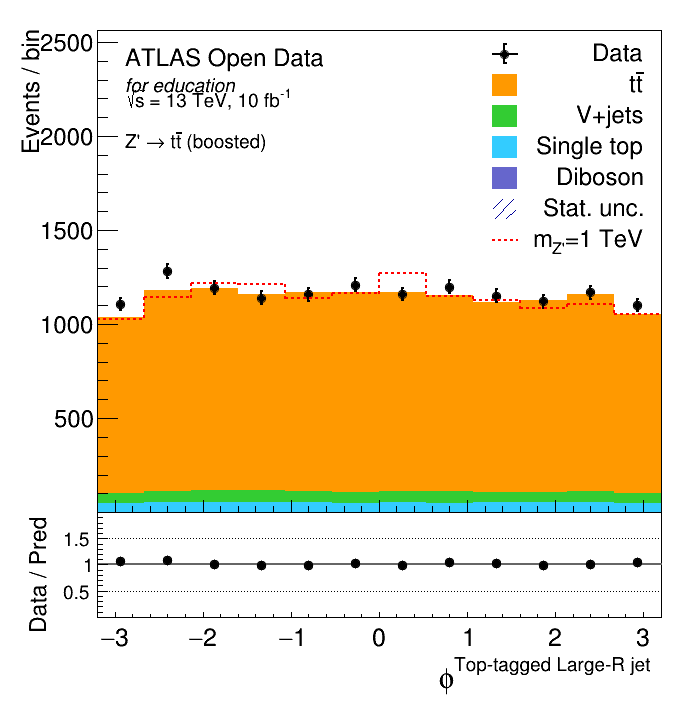 Events / bin
2500
2000
1500
1000
500
ATLAS Open Data
for education
√s = 13 TeV, 10 fb⁻¹
Z' → tt̄ (boosted)
Data
tt̄
V+jets
Single top
Diboson
Stat. unc.
m_Z'=1 TeV
Data / Pred
1.5
1
0.5
−3 −2 −1 0 1 2 3
ϕ^Top-tagged Large-R jet